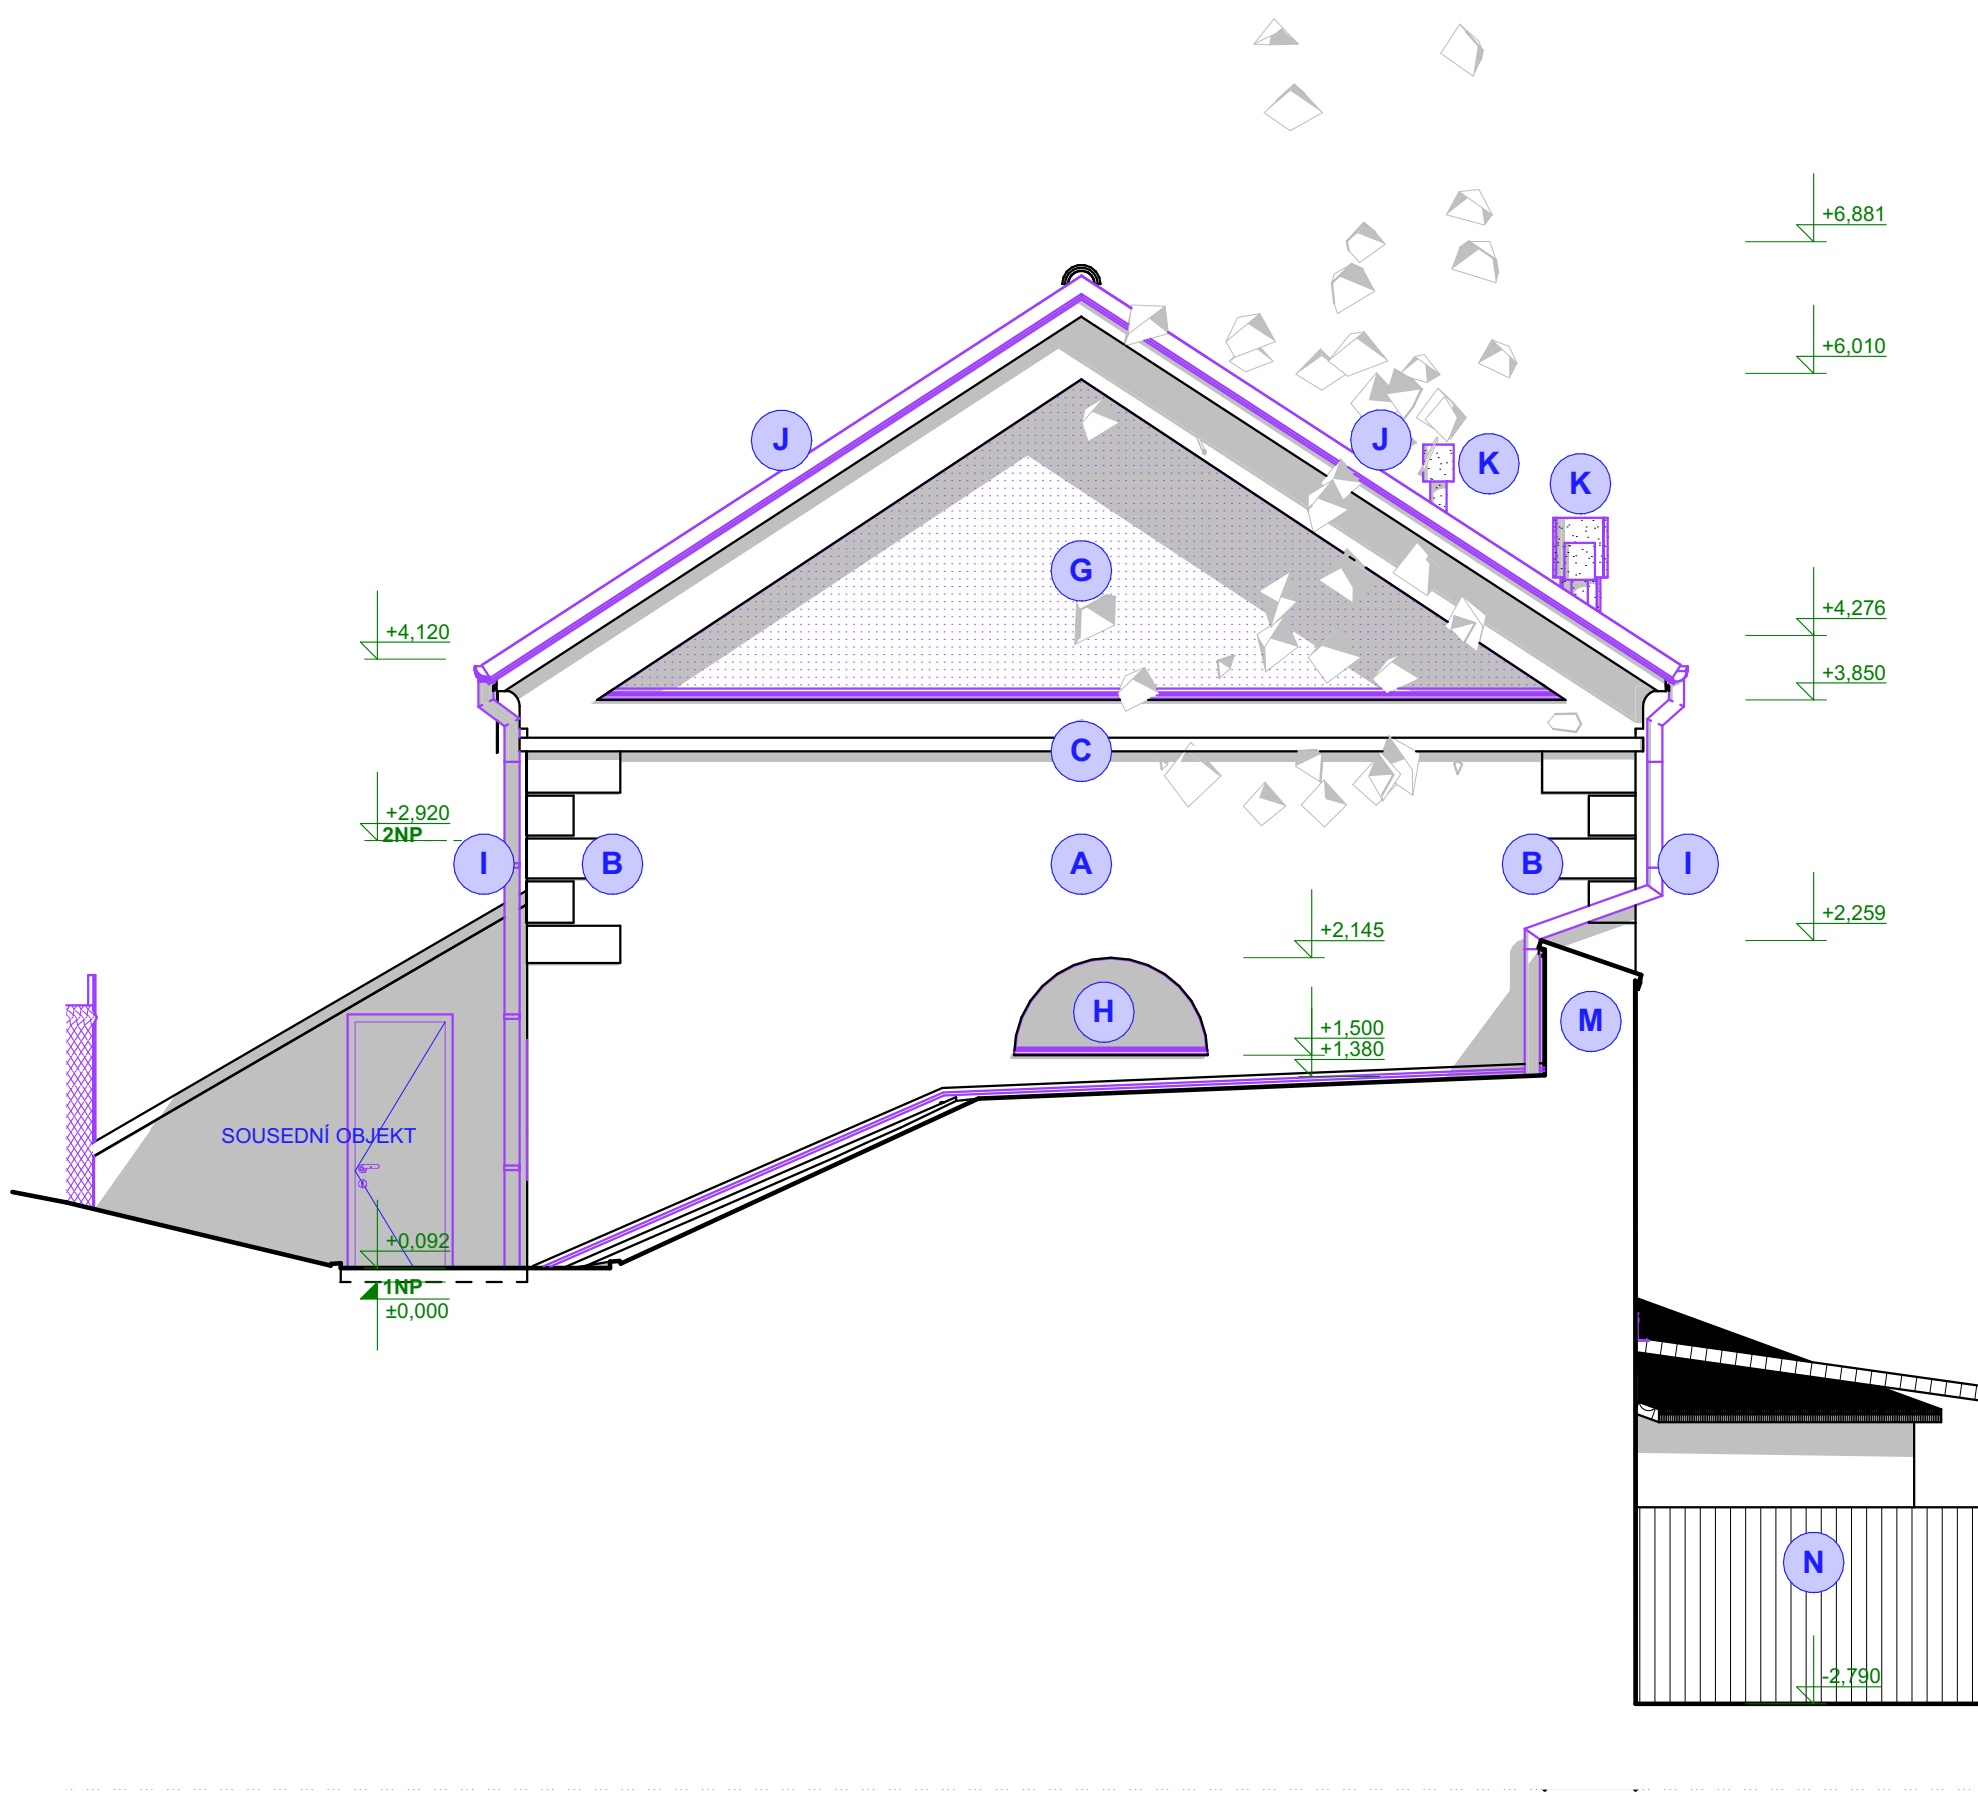 +6,881
+6,010
J
J
K
K
G
+4,120
+4,276
+3,850
C
+2,920
2NP
I
B
A
B
I
+2,259
+2,145
H
M
+1,500
+1,380
SOUSEDNÍ OBJEKT
+0,092
1NP
±0,000
N
-2,790